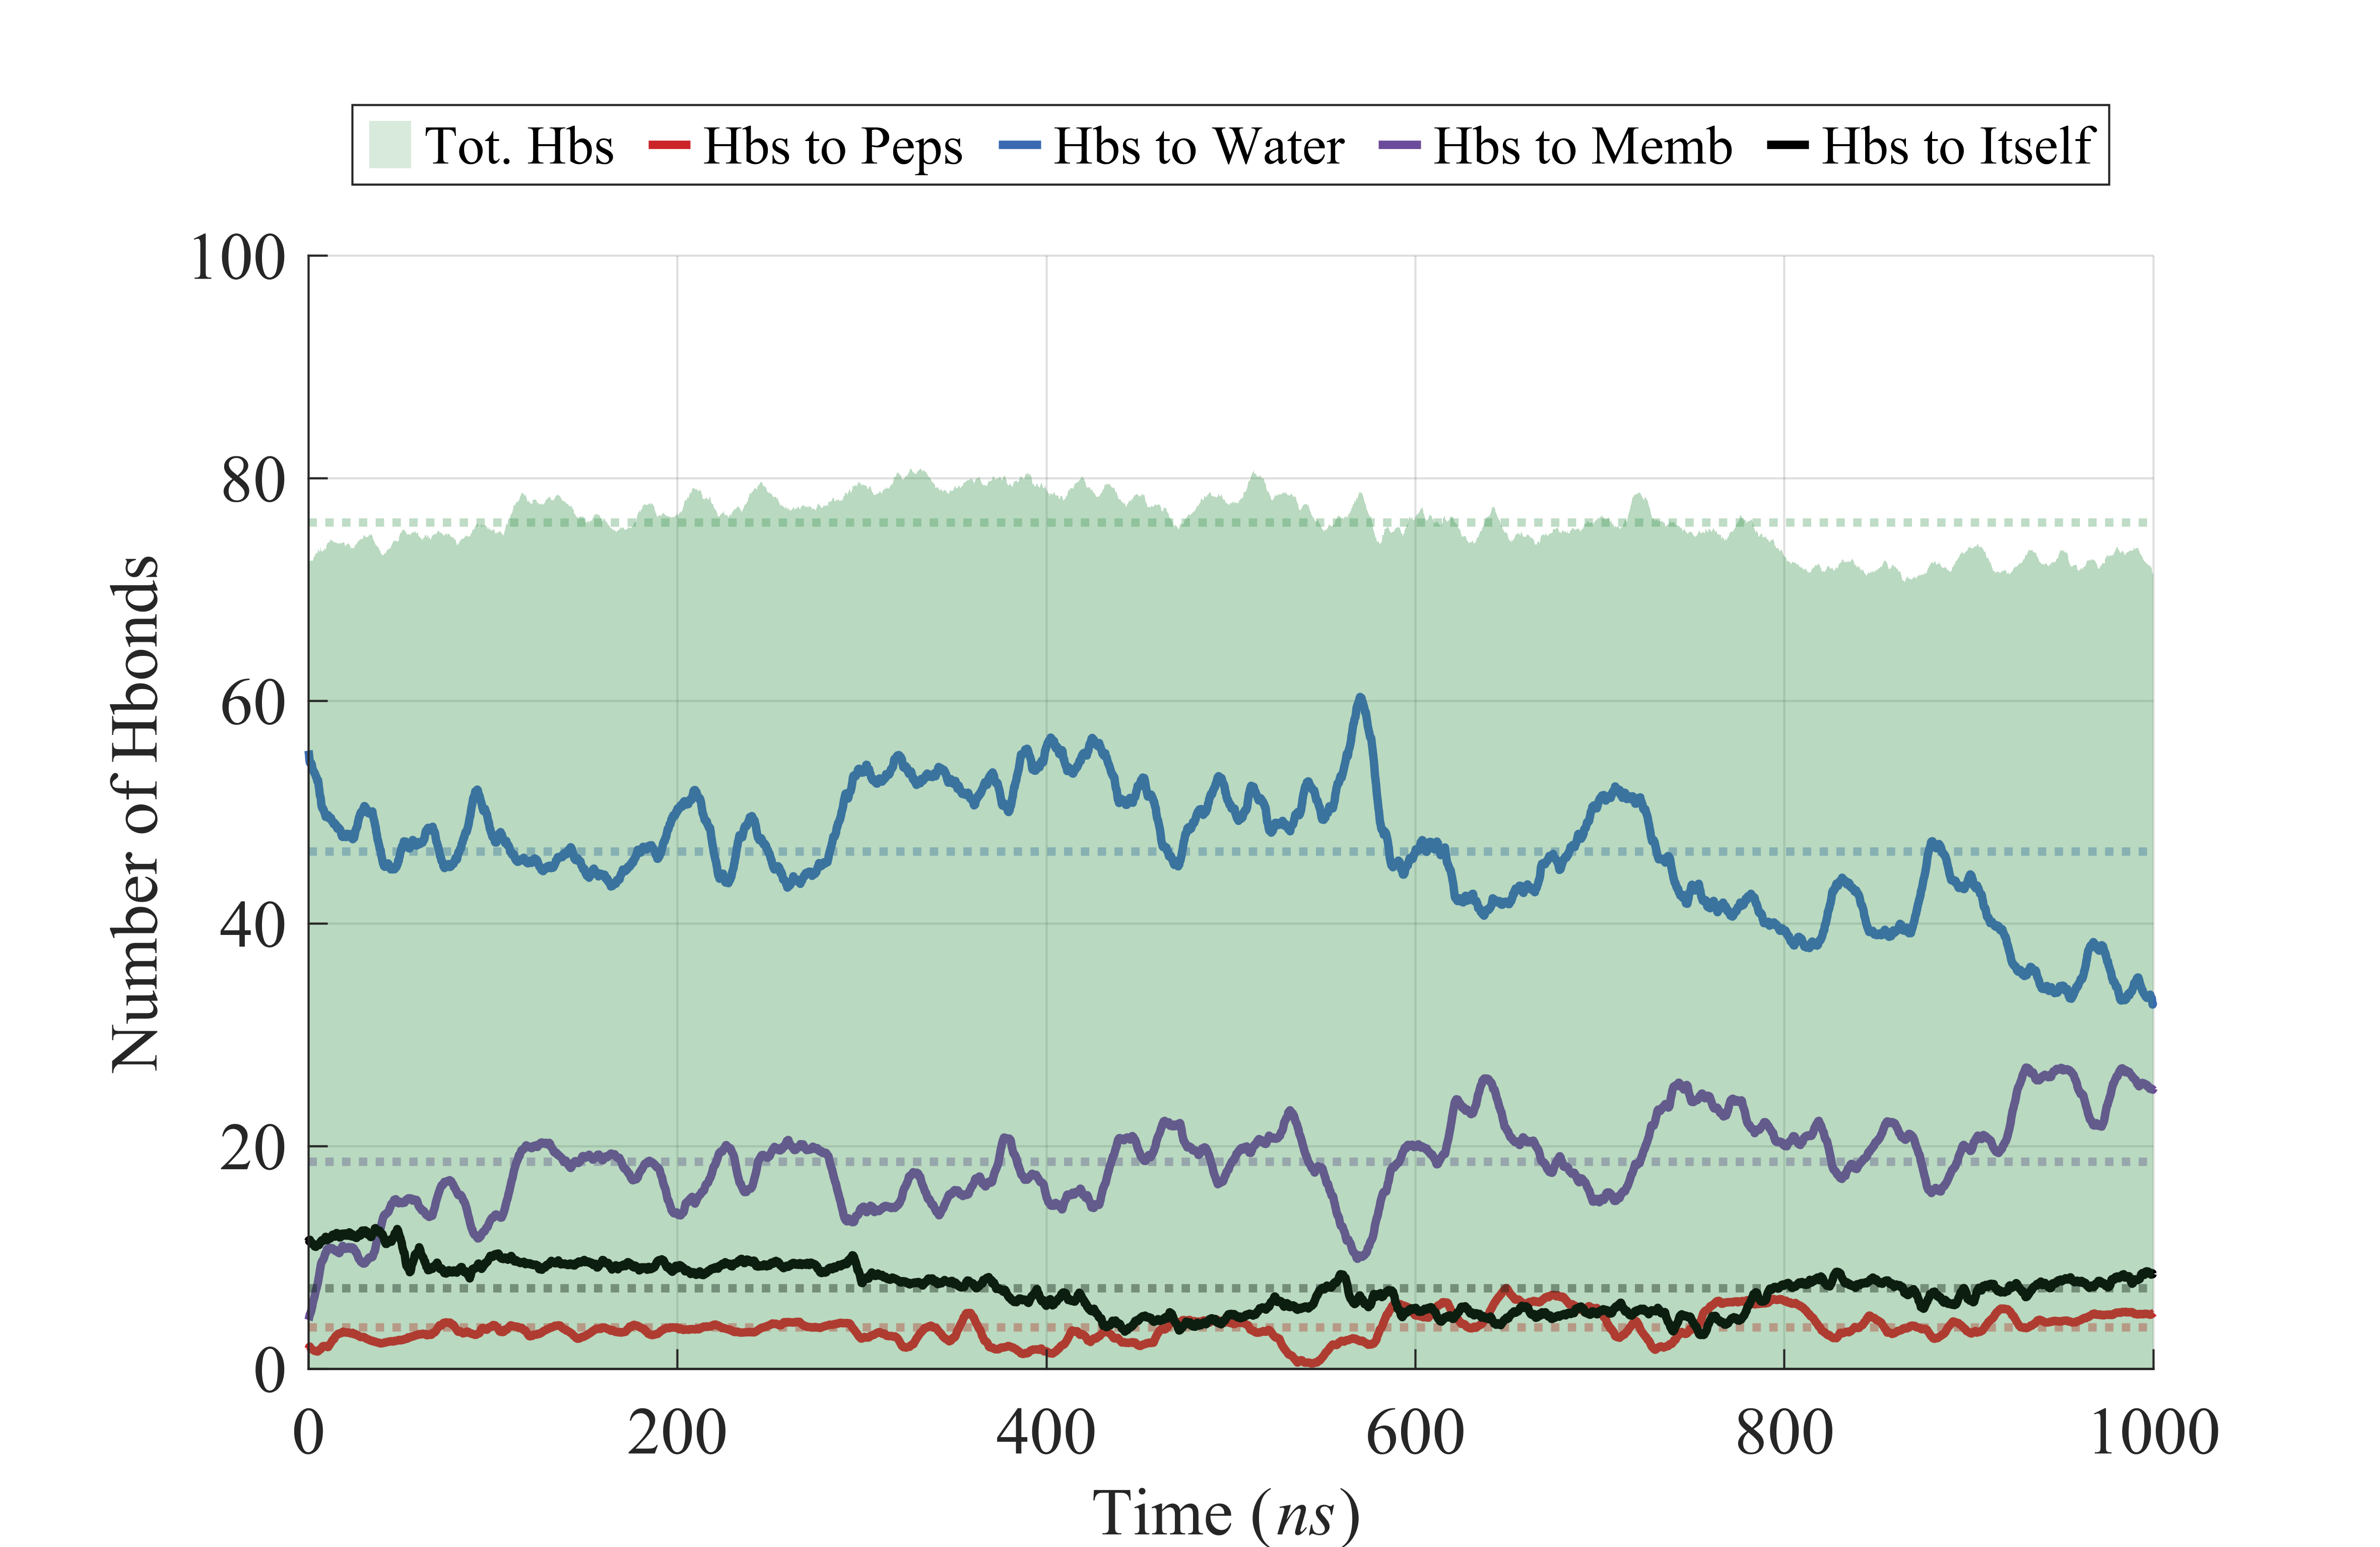 Tot. Hbs Hbs to Peps Hbs to Water Hbs to Memb Hbs to Itself
100
80
60
40
20
0
Number of Hbonds
0 200 400 600 800 1000
Time (ns)